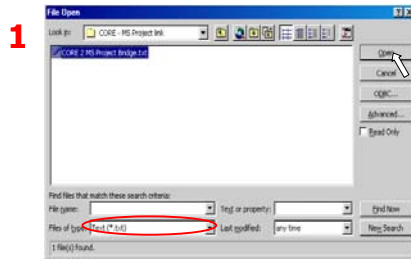 1
File Open
Look in: CORE - MS Project link
CORE 2 MS Project Bridge.txt
Open
Cancel
ODBC...
Advanced...
Read Only
Find files that match these search criteria:
File name:
Text or property:
Find Now
Files of type: Text (*.txt)
Last modified: any time
New Search
1 file(s) found.